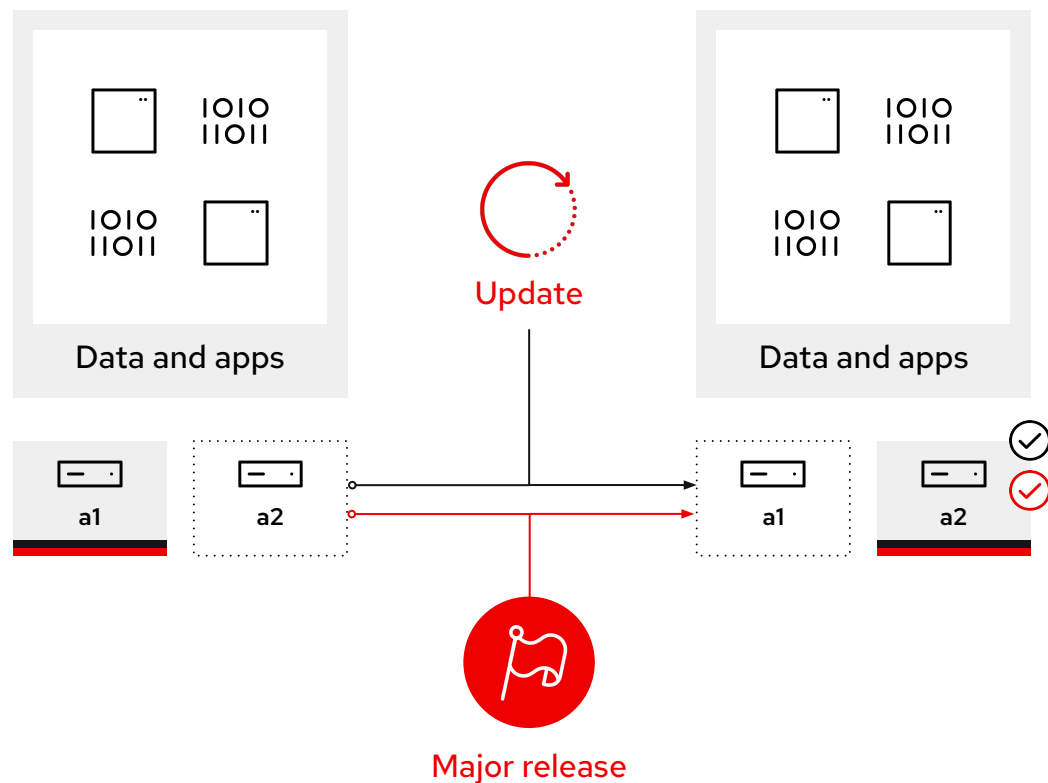 1010
11011
1010
11011
Data and apps
Update
1010
11011
1010
11011
Data and apps
a1
a2
a1
a2
Major release